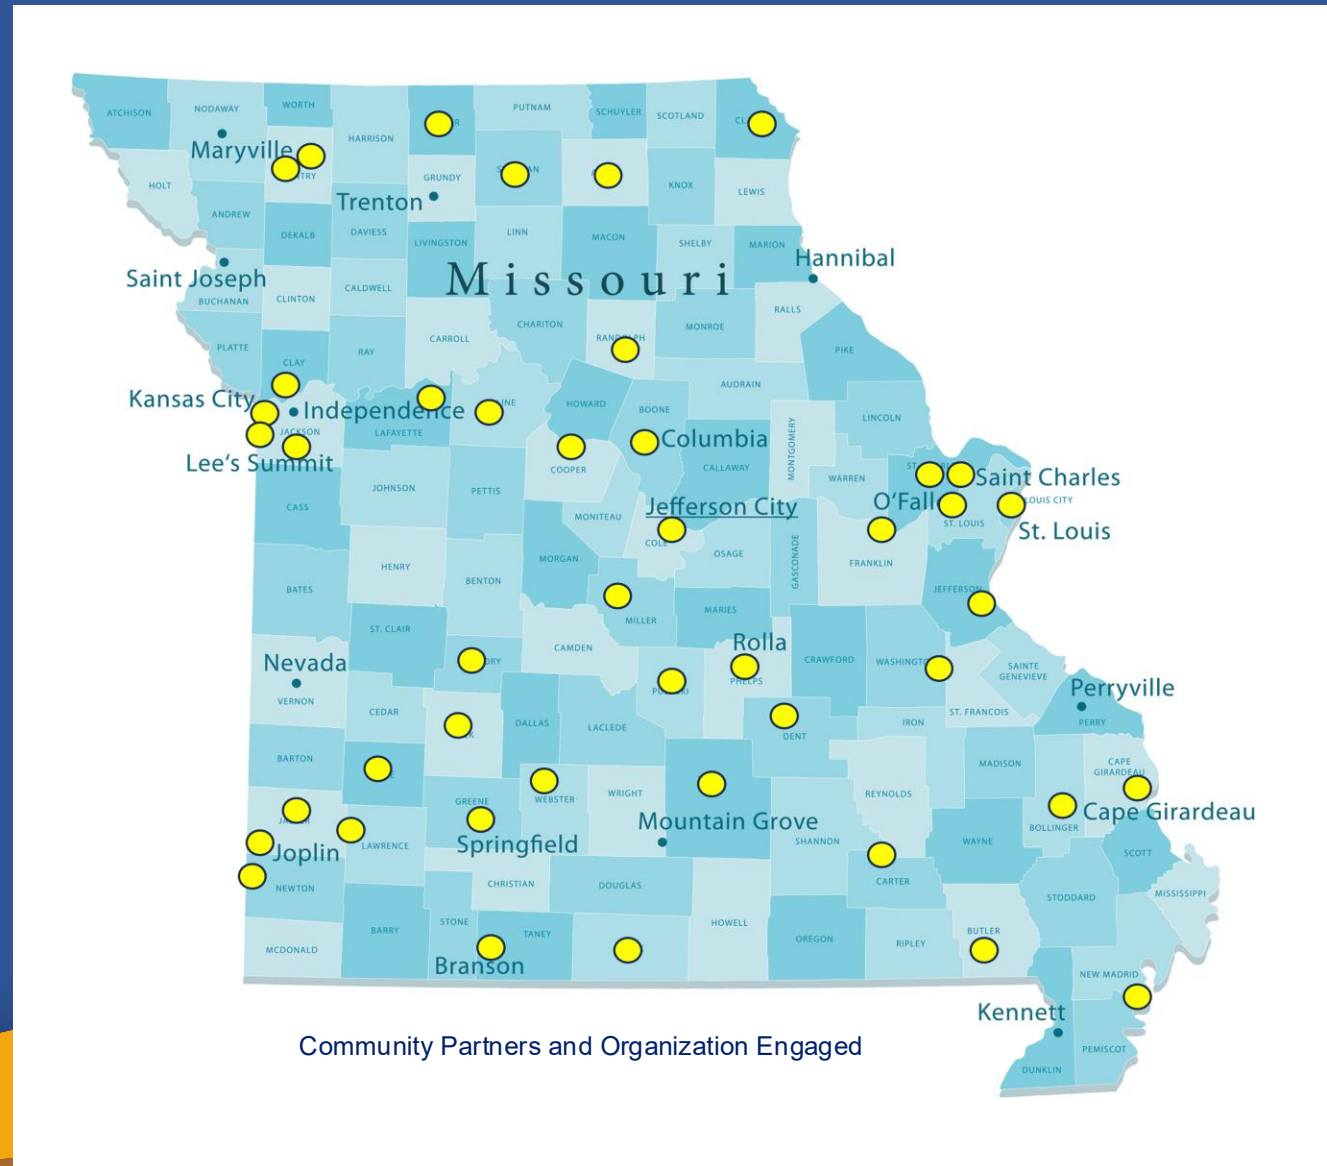 ATCHISON
NODAWAY
WORTH
HARRISON
PUTNAM
SCHUYLER
SCOTLAND
Maryville
HOLT
GRUNDY
KNOX
LEWIS
Trenton
ANDREW
DEKALB
DAVIESS
LIVINGSTON
LINN
MACON
SHELBY
MARION
Hannibal
Saint Joseph
BUCHANAN
CLINTON
CALDWELL
Missouri
RALLS
CHARITON
MONROE
PLATTE
CLAY
RAY
CARROLL
PIKE
AUDRAIN
Kansas City
Independence
LAFAYETTE
HOWARD
BOONE
LINCOLN
JACKSON
Columbia
MONTGOMERY
Lee's Summit
COOPER
CALLAWAY
WARREN
Saint Charles
JOHNSON
PETTIS
O'Fall
LOUIS CITY
CASS
MONITEAU
Jefferson City
ST. LOUIS
St. Louis
COLE
OSAGE
GASCONADE
FRANKLIN
HENRY
MORGAN
BENTON
BATES
JEFFERSON
MILLER
MARIES
ST. CLAIR
CAMDEN
Rolla
CRAWFORD
WASHINGTON
SAINTE
GENEVIEVE
Nevada
PHELPS
Perryville
VERNON
CEDAR
DALLAS
LACLEDE
DENT
IRON
ST. FRANCOIS
PERRY
BARTON
MADISON
CAPE
GIRARDEAU
GREENE
WEBSTER
WRIGHT
REYNOLDS
Cape Girardeau
Mountain Grove
BOLLINGER
Springfield
LAWRENCE
Joplin
SHANNON
WAYNE
SCOTT
NEWTON
CHRISTIAN
DOUGLAS
CARTER
STODDARD
MISSISSIPPI
STONE
TANEY
HOWELL
BARRY
OREGON
RIPLEY
BUTLER
MCDONALD
Branson
NEW MADRID
Kennett
PEMISCOT
DUNKLIN
Community Partners and Organization Engaged